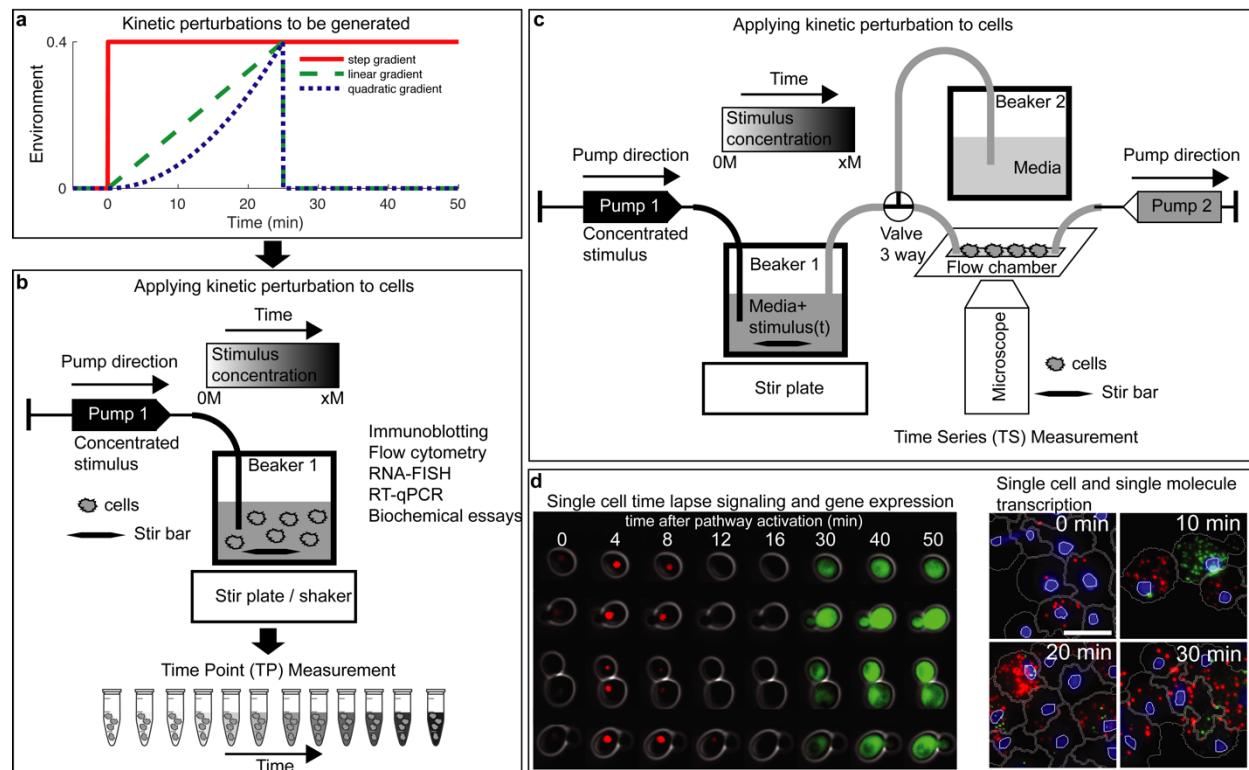 a
Kinetic perturbations to be generated
0.4
0
Environment
step gradient
linear gradient
quadratic gradient
10
20
30
40
50
Time (min)
b
Applying kinetic perturbation to cells
Time
Stimulus
concentration
0M
xM
Pump direction
Pump 1
Concentrated
stimulus
cells
Stir bar
Beaker 1
Immunoblotting
Flow cytometry
RNA-FISH
RT-qPCR
Biochemical essays
Stir plate / shaker
Time Point (TP) Measurement
Time
c
Applying kinetic perturbation to cells
Time
Stimulus
concentration
0M
xM
Pump direction
Pump 1
Concentrated
stimulus
Beaker 1
Media+
stimulus(t)
Stir plate
Valve
3 way
Beaker 2
Media
Pump direction
Pump 2
Flow chamber
Microscope
cells
Stir bar
Time Series (TS) Measurement
d
Single cell time lapse signaling and gene expression
time after pathway activation (min)
0 4 8 12 16 30 40 50
Single cell and single molecule
transcription
0 min
10 min
20 min
30 min